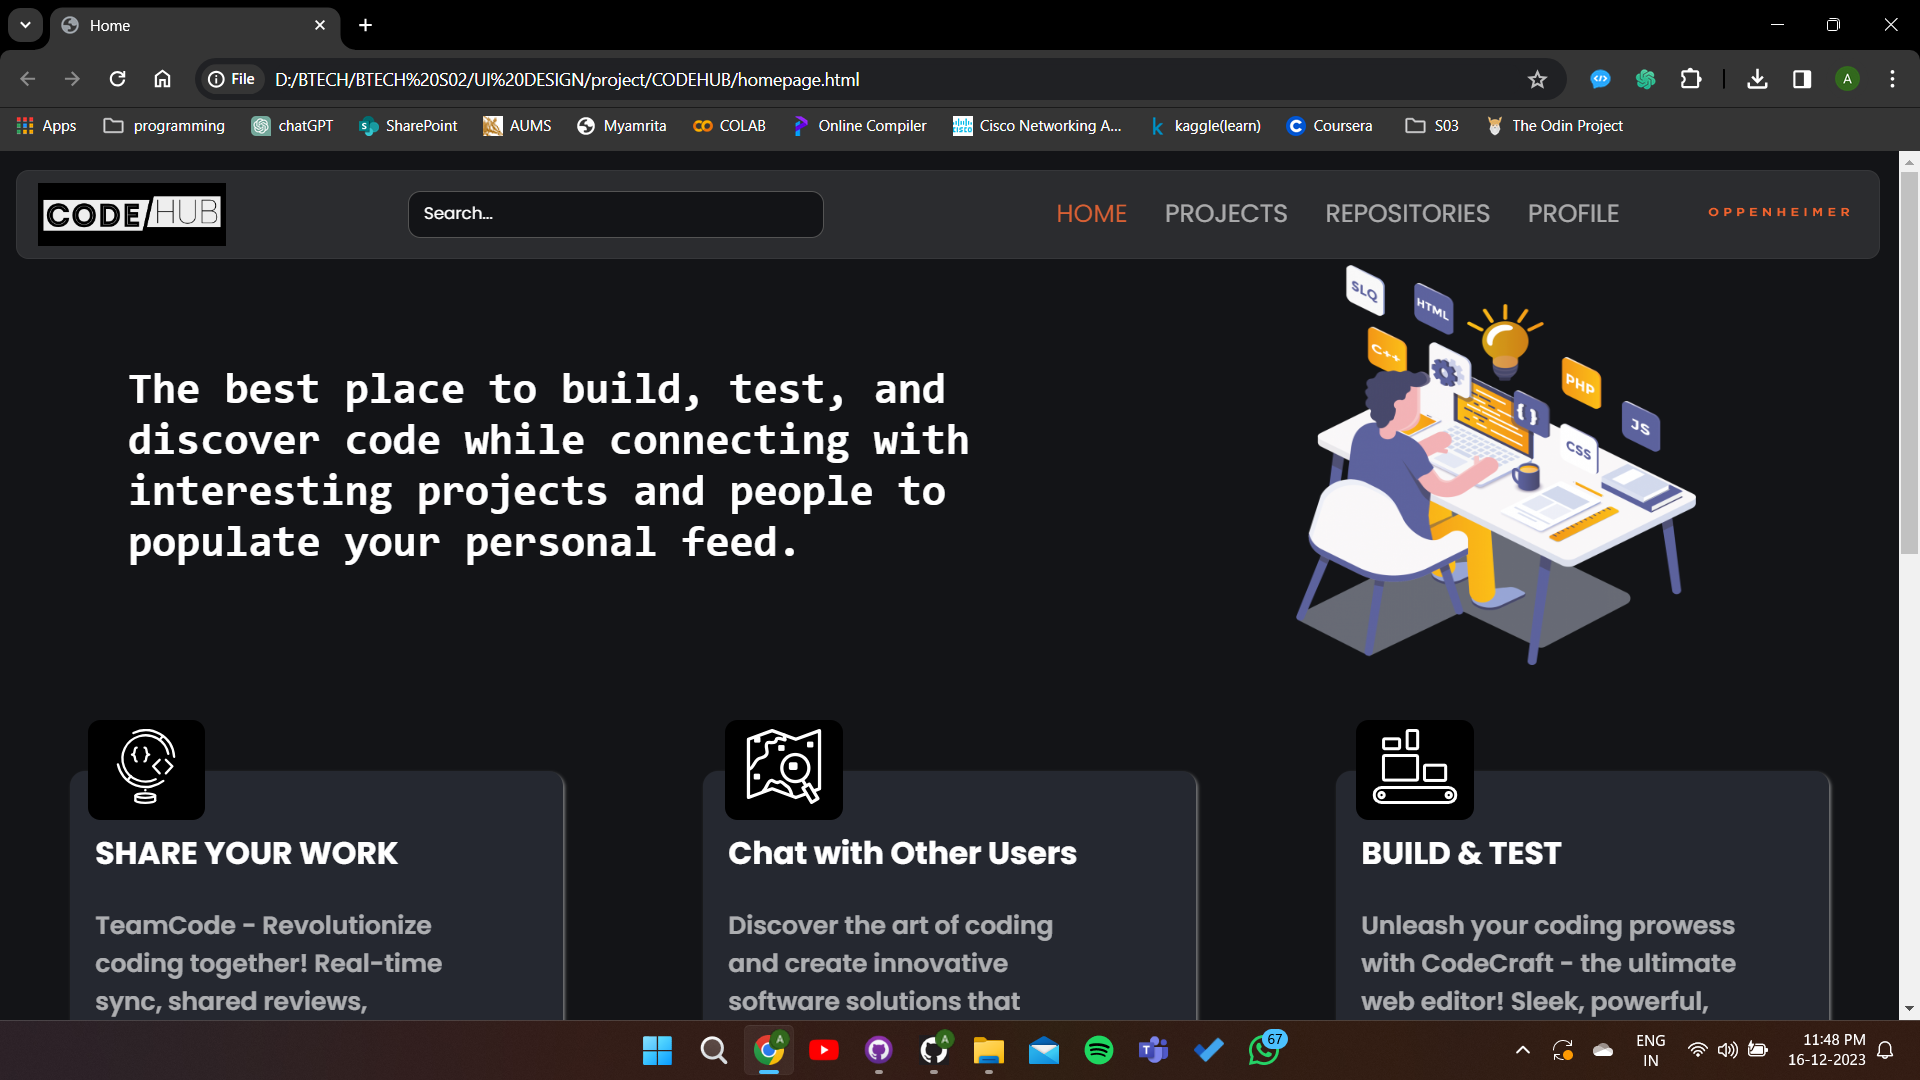 Home
File
D:/BTECH/BTECH%20S02/UI%20DESIGN/project/CODEHUB/homepage.html
A
Apps
programming
chatGPT
SharePoint
AUMS
Myamrita
COLAB
Online Compiler
Cisco Networking A...
kaggle(learn)
Coursera
S03
The Odin Project
CODE/HUB
Search...
HOME
PROJECTS
REPOSITORIES
PROFILE
OPPENHEIMER
SLQ
HTML
C++
PHP
{ }
JS
CSS
The best place to build, test, and
discover code while connecting with
interesting projects and people to
populate your personal feed.
SHARE YOUR WORK
TeamCode - Revolutionize
coding together! Real-time
sync, shared reviews,
Chat with Other Users
Discover the art of coding
and create innovative
software solutions that
BUILD & TEST
Unleash your coding prowess
with CodeCraft - the ultimate
web editor! Sleek, powerful,
A
A
67
ENG
IN
11:48 PM
16-12-2023